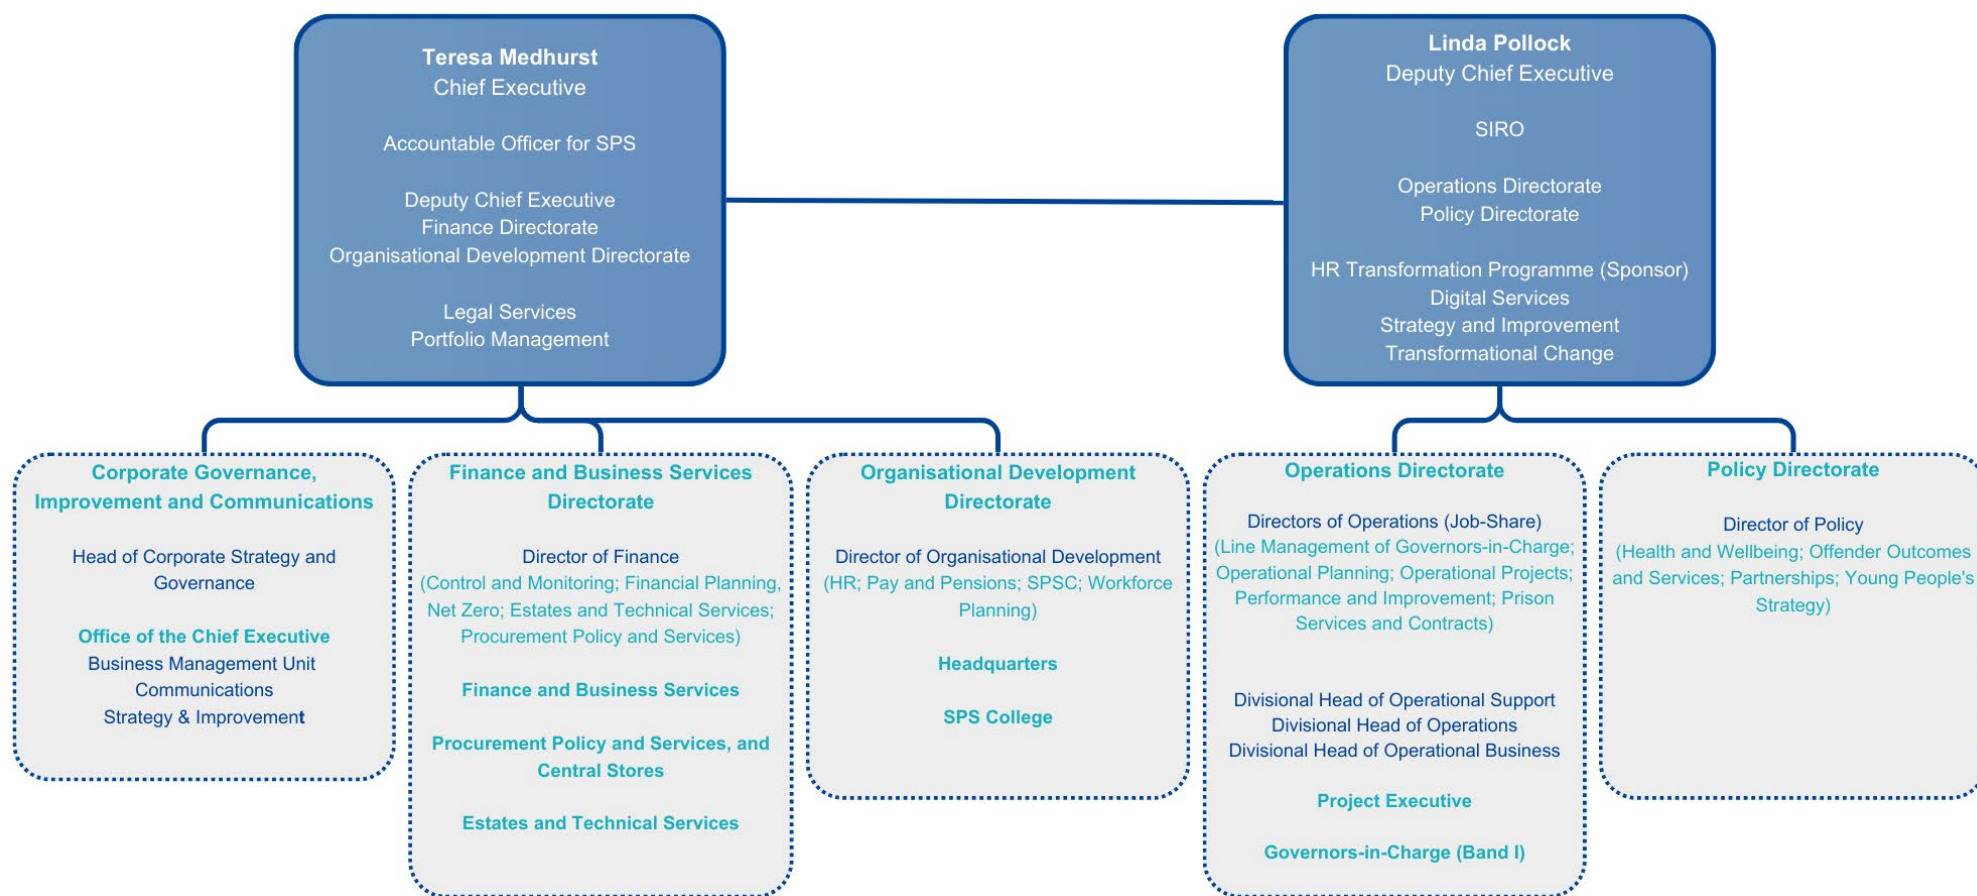 Teresa Medhurst
Chief Executive
Accountable Officer for SPS
Deputy Chief Executive
Finance Directorate
Organisational Development Directorate
Legal Services
Portfolio Management
Linda Pollock
Deputy Chief Executive
SIRO
Operations Directorate
Policy Directorate
HR Transformation Programme (Sponsor)
Digital Services
Strategy and Improvement
Transformational Change
Corporate Governance,
Improvement and Communications
Head of Corporate Strategy and
Governance
Office of the Chief Executive
Business Management Unit
Communications
Strategy & Improvement
Finance and Business Services
Directorate
Director of Finance
(Control and Monitoring; Financial Planning,
Net Zero; Estates and Technical Services;
Procurement Policy and Services)
Finance and Business Services
Procurement Policy and Services, and
Central Stores
Estates and Technical Services
Organisational Development
Directorate
Director of Organisational Development
(HR; Pay and Pensions; SPSC; Workforce
Planning)
Headquarters
SPS College
Operations Directorate
Directors of Operations (Job-Share)
(Line Management of Governors-in-Charge;
Operational Planning; Operational Projects;
Performance and Improvement; Prison
Services and Contracts)
Divisional Head of Operational Support
Divisional Head of Operations
Divisional Head of Operational Business
Project Executive
Governors-in-Charge (Band I)
Policy Directorate
Director of Policy
(Health and Wellbeing; Offender Outcomes
and Services; Partnerships; Young People's
Strategy)